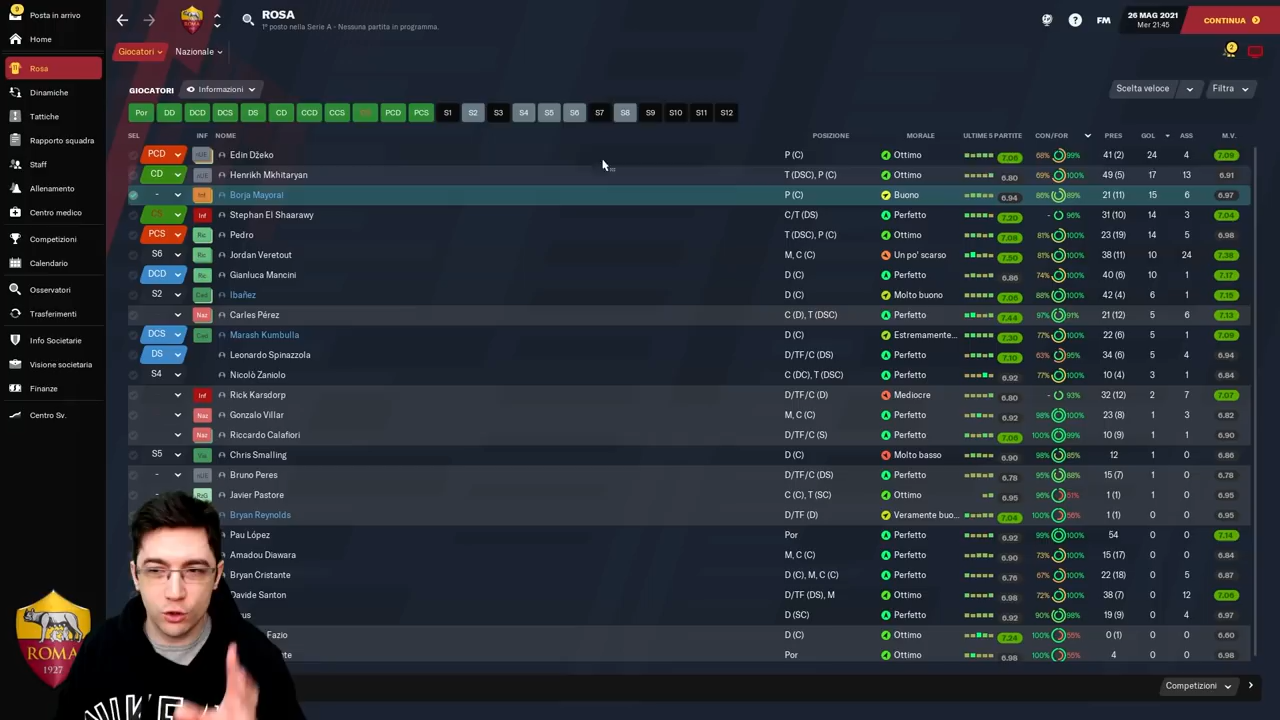 9 Posta in arrivo
ROSA
1° posto nella Serie A - Nessuna partita in programma.
FM
26 MAG 2021
Mer 21:45
CONTINUA
Home
Rosa
Dinamiche
Tattiche
Rapporto squadra
Staff
Allenamento
Centro medico
Competizioni
Calendario
Osservatori
Trasferimenti
Info Societarie
Visione societaria
Finanze
Centro Sv.
Giocatori
Nazionale
2
GIOCATORI Informazioni
Scelta veloce
Filtra
Por DD DCD DCS DS CD CCD CCS PCD PCS S1 S2 S3 S4 S5 S6 S7 S8 S9 S10 S11 S12
SEL INF NOME POSIZIONE MORALE ULTIME 5 PARTITE CON/FOR PRES GOL ASS M.V.
PCD nUE Edin Džeko P (C) Ottimo 7.06 68% 99% 41 (2) 24 4 7.09
CD nUE Henrikh Mkhitaryan T (DSC), P (C) Ottimo 6.80 69% 100% 49 (5) 17 13 6.91
- Inf Borja Mayoral P (C) Buono 6.94 86% 89% 21 (11) 15 6 6.97
CS Inf Stephan El Shaarawy C/T (DS) Perfetto 7.20 - 96% 31 (10) 14 3 7.04
PCS Ric Pedro T (DSC), P (C) Ottimo 7.08 81% 100% 23 (19) 14 5 6.98
S6 Ric Jordan Veretout M, C (C) Un po' scarso 7.50 81% 100% 38 (11) 10 24 7.38
DCD Ric Gianluca Mancini D (C) Perfetto 6.86 74% 100% 40 (6) 10 1 7.17
S2 Ced Ibañez D (C) Molto buono 7.06 88% 100% 42 (4) 6 1 7.15
Naz Carles Pérez C (D), T (DSC) Perfetto 7.44 97% 91% 21 (12) 5 6 7.13
DCS Ced Marash Kumbulla D (C) Estremamente... 7.30 77% 100% 22 (6) 5 1 7.09
DS Leonardo Spinazzola D/TF/C (DS) Perfetto 7.10 63% 95% 34 (6) 5 4 6.94
S4 Nicolò Zaniolo C (DC), T (DSC) Perfetto 6.92 77% 100% 10 (4) 3 1 6.84
Inf Rick Karsdorp D/TF/C (D) Mediocre 6.80 - 93% 32 (12) 2 7 7.07
Naz Gonzalo Villar M, C (C) Perfetto 6.92 98% 100% 23 (8) 1 3 6.82
Naz Riccardo Calafiori D/TF/C (S) Perfetto 7.06 100% 99% 10 (9) 1 1 6.90
S5 Via Chris Smalling D (C) Molto basso 6.90 98% 85% 12 1 0 6.86
- nUE Bruno Peres D/TF/C (DS) Perfetto 6.78 95% 88% 15 (7) 1 0 6.78
RzG Javier Pastore C (C), T (SC) Ottimo 6.95 96% 51% 1 (1) 1 0 6.95
Bryan Reynolds D/TF (D) Veramente buo... 7.04 100% 56% 1 (1) 0 0 6.95
Pau López Por Perfetto 6.92 99% 100% 54 0 0 7.14
Amadou Diawara M, C (C) Perfetto 6.90 73% 100% 15 (17) 0 0 6.84
Bryan Cristante D (C), M, C (C) Perfetto 6.76 67% 100% 22 (18) 0 5 6.87
Davide Santon D/TF (DS), M Ottimo 6.98 72% 100% 38 (7) 0 12 7.06
D (SC) Perfetto 6.92 90% 98% 19 (9) 0 4 6.97
Fazio D (C) Ottimo 7.24 100% 55% 0 (1) 0 0 6.60
Por Ottimo 6.98 100% 55% 4 0 0 6.98
ROMA
1927
NIKE
Competizioni